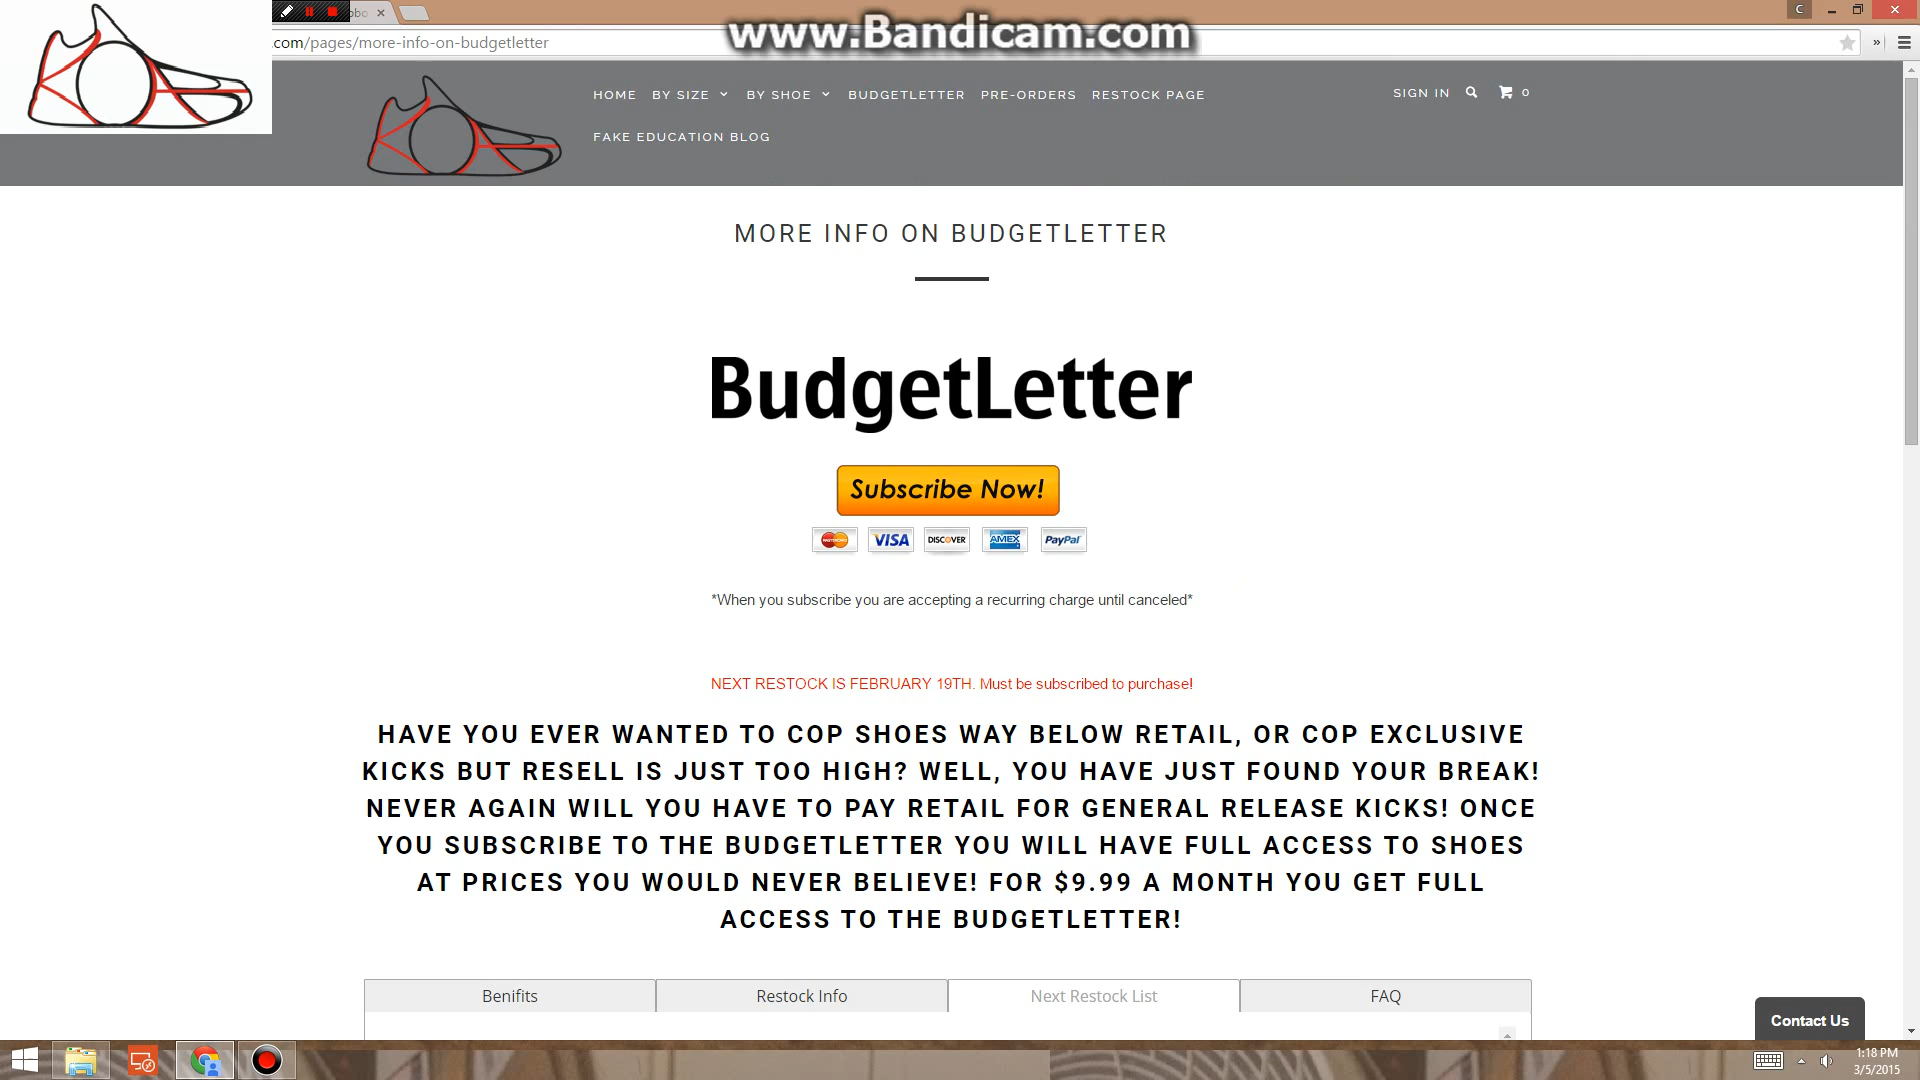 www.Bandicam.com
C
.com/pages/more-info-on-budgetletter
HOME BY SIZE BY SHOE BUDGETLETTER PRE-ORDERS RESTOCK PAGE
SIGN IN 0
FAKE EDUCATION BLOG
MORE INFO ON BUDGETLETTER
BudgetLetter
Subscribe Now!
MasterCard VISA DISCOVER AMEX PayPal
*When you subscribe you are accepting a recurring charge until canceled*
NEXT RESTOCK IS FEBRUARY 19TH. Must be subscribed to purchase!
HAVE YOU EVER WANTED TO COP SHOES WAY BELOW RETAIL, OR COP EXCLUSIVE
KICKS BUT RESELL IS JUST TOO HIGH? WELL, YOU HAVE JUST FOUND YOUR BREAK!
NEVER AGAIN WILL YOU HAVE TO PAY RETAIL FOR GENERAL RELEASE KICKS! ONCE
YOU SUBSCRIBE TO THE BUDGETLETTER YOU WILL HAVE FULL ACCESS TO SHOES
AT PRICES YOU WOULD NEVER BELIEVE! FOR $9.99 A MONTH YOU GET FULL
ACCESS TO THE BUDGETLETTER!
Benifits Restock Info Next Restock List FAQ
Contact Us
1:18 PM
3/5/2015